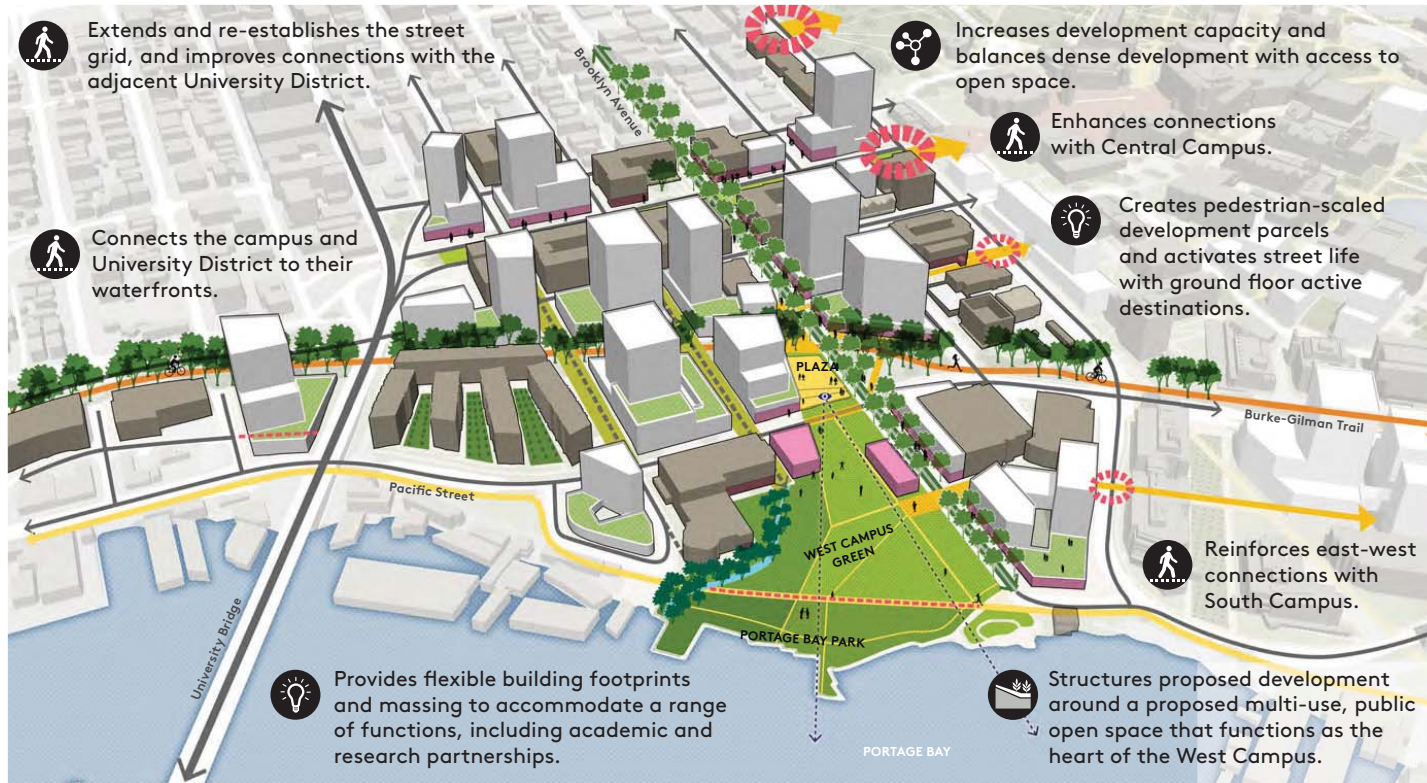 Extends and re-establishes the street
grid, and improves connections with the
adjacent University District.
Increases development capacity and
balances dense development with access to
open space.
Brooklyn Avenue
Enhances connections
with Central Campus.
Connects the campus and
University District to their
waterfronts.
Creates pedestrian-scaled
development parcels
and activates street life
with ground floor active
destinations.
PLAZA
Burke-Gilman Trail
Pacific Street
WEST CAMPUS
GREEN
Reinforces east-west
connections with
South Campus.
PORTAGE BAY PARK
University Bridge
Provides flexible building footprints
and massing to accommodate a range
of functions, including academic and
research partnerships.
Structures proposed development
around a proposed multi-use, public
open space that functions as the
heart of the West Campus.
PORTAGE BAY